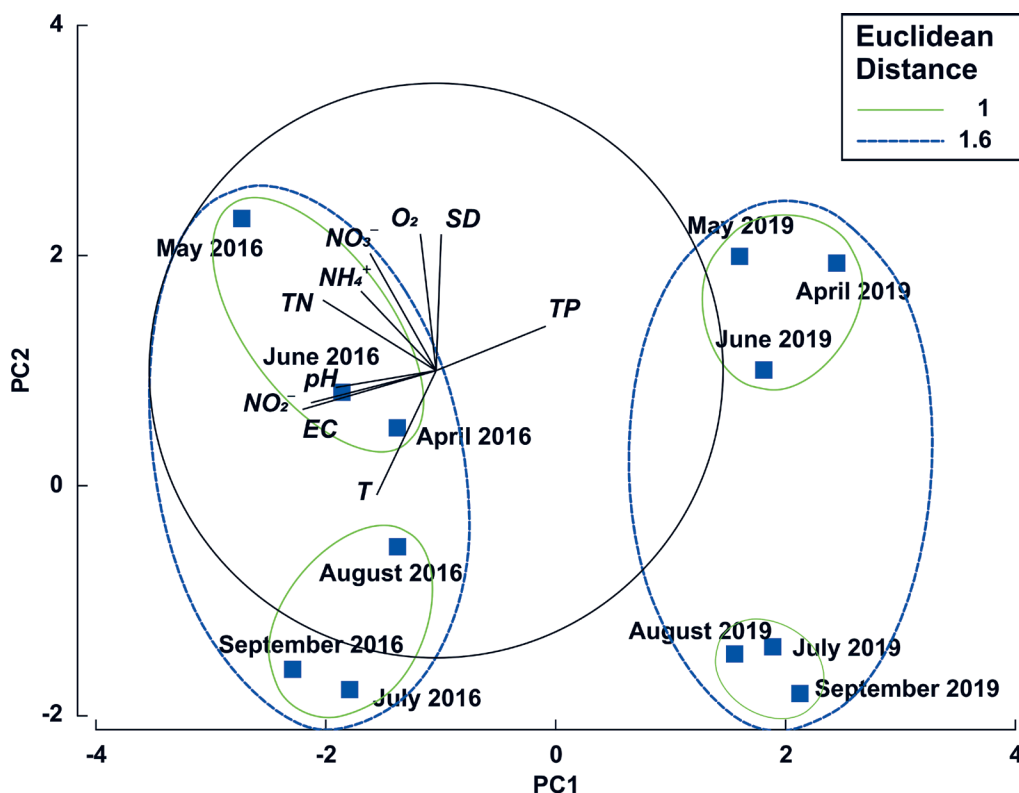 4
2
0
-2
PC2
-4
-2
0
2
4
PC1
Euclidean
Distance
1
1.6
May 2016
NO₃⁻
O₂
SD
NH₄⁺
TN
TP
June 2016
pH
NO₂⁻
EC
April 2016
T
August 2016
September 2016
July 2016
May 2019
April 2019
June 2019
August 2019
July 2019
September 2019